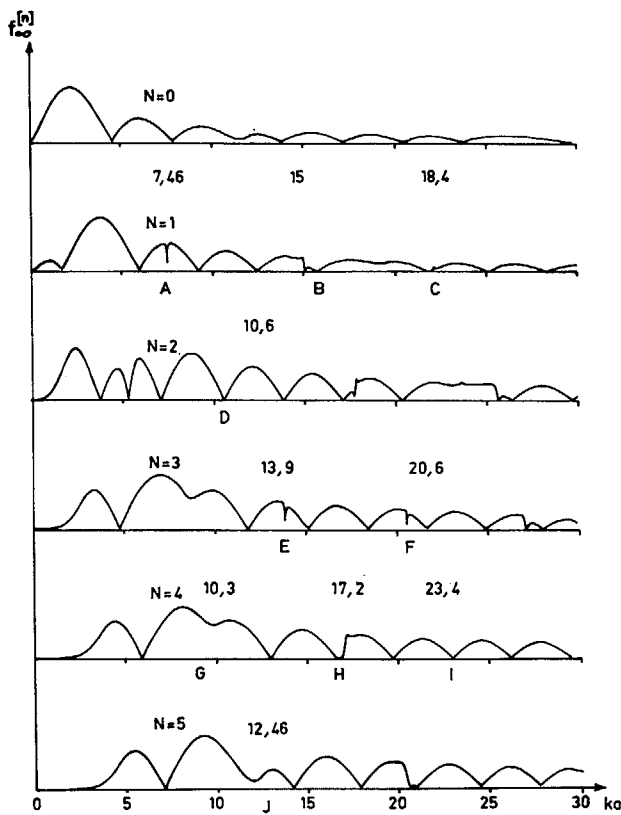 f∞[n]
N=0
7,46 15 18,4
N=1
A B C
10,6
N=2
D
N=3 13,9 20,6
E F
N=4 10,3 17,2 23,4
G H I
N=5 12,46
0 5 10 J 15 20 25 30 ka